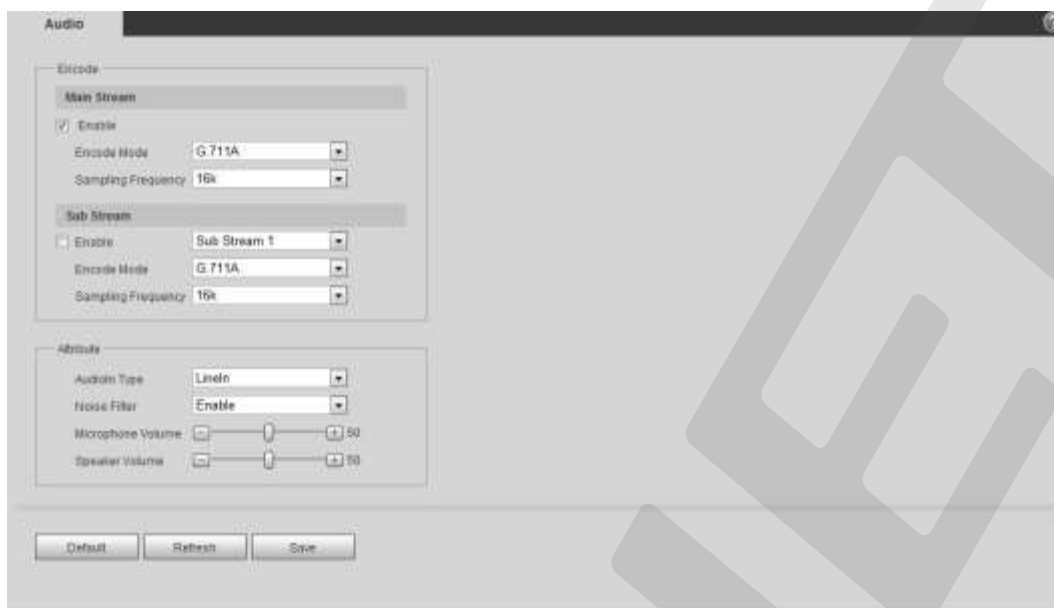 Audio
Encode
Main Stream
Enable
Encode Mode G.711A
Sampling Frequency 16k
Sub Stream
Enable Sub Stream 1
Encode Mode G.711A
Sampling Frequency 16k
Attribute
AudioIn Type LineIn
Noise Filter Enable
Microphone Volume - + 50
Speaker Volume - + 50
Default Refresh Save